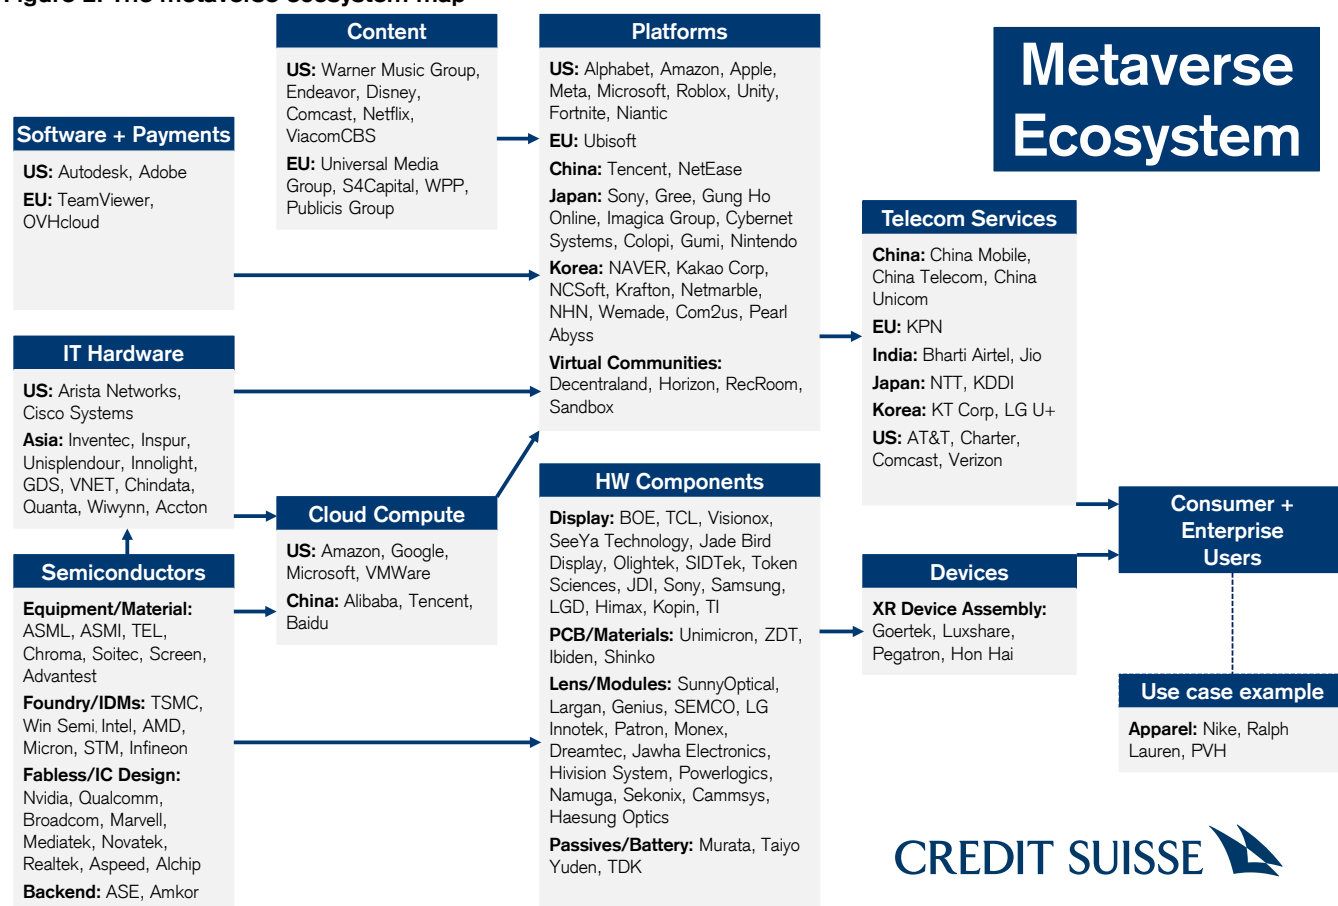 Figure 2: The metaverse ecosystem map
Metaverse
Ecosystem
Content
US: Warner Music Group,
Endeavor, Disney,
Comcast, Netflix,
ViacomCBS
EU: Universal Media
Group, S4Capital, WPP,
Publicis Group
Platforms
US: Alphabet, Amazon, Apple,
Meta, Microsoft, Roblox, Unity,
Fortnite, Niantic
EU: Ubisoft
China: Tencent, NetEase
Japan: Sony, Gree, Gung Ho
Online, Imagica Group, Cybernet
Systems, Colopi, Gumi, Nintendo
Korea: NAVER, Kakao Corp,
NCSoft, Krafton, Netmarble,
NHN, Wemade, Com2us, Pearl
Abyss
Virtual Communities:
Decentraland, Horizon, RecRoom,
Sandbox
Software + Payments
US: Autodesk, Adobe
EU: TeamViewer,
OVHcloud
Telecom Services
China: China Mobile,
China Telecom, China
Unicom
EU: KPN
India: Bharti Airtel, Jio
Japan: NTT, KDDI
Korea: KT Corp, LG U+
US: AT&T, Charter,
Comcast, Verizon
IT Hardware
US: Arista Networks,
Cisco Systems
Asia: Inventec, Inspur,
Unisplendour, Innolight,
GDS, VNET, Chindata,
Quanta, Wiwynn, Accton
Cloud Compute
US: Amazon, Google,
Microsoft, VMWare
China: Alibaba, Tencent,
Baidu
HW Components
Display: BOE, TCL, Visionox,
SeeYa Technology, Jade Bird
Display, Olightek, SIDTek, Token
Sciences, JDI, Sony, Samsung,
LGD, Himax, Kopin, TI
PCB/Materials: Unimicron, ZDT,
Ibiden, Shinko
Lens/Modules: SunnyOptical,
Largan, Genius, SEMCO, LG
Innotek, Patron, Monex,
Dreamtec, Jawha Electronics,
Hivision System, Powerlogics,
Namuga, Sekonix, Cammsys,
Haesung Optics
Passives/Battery: Murata, Taiyo
Yuden, TDK
Consumer +
Enterprise
Users
Semiconductors
Equipment/Material:
ASML, ASMI, TEL,
Chroma, Soitec, Screen,
Advantest
Foundry/IDMs: TSMC,
Win Semi, Intel, AMD,
Micron, STM, Infineon
Fabless/IC Design:
Nvidia, Qualcomm,
Broadcom, Marvell,
Mediatek, Novatek,
Realtek, Aspeed, Alchip
Backend: ASE, Amkor
Devices
XR Device Assembly:
Goertek, Luxshare,
Pegatron, Hon Hai
Use case example
Apparel: Nike, Ralph
Lauren, PVH
CREDIT SUISSE